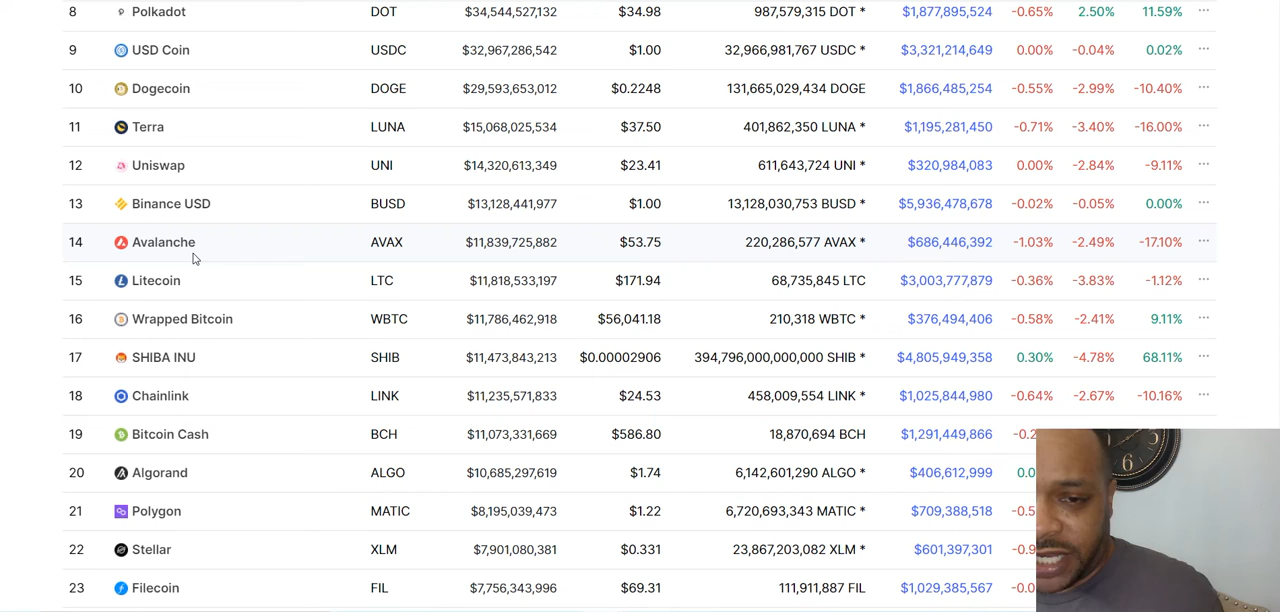 8 Polkadot DOT $34,544,527,132 $34.98 987,579,315 DOT * $1,877,895,524 -0.65% 2.50% 11.59% ...
9 USD Coin USDC $32,967,286,542 $1.00 32,966,981,767 USDC * $3,321,214,649 0.00% -0.04% 0.02% ...
10 Dogecoin DOGE $29,593,653,012 $0.2248 131,665,029,434 DOGE $1,866,485,254 -0.55% -2.99% -10.40% ...
11 Terra LUNA $15,068,025,534 $37.50 401,862,350 LUNA * $1,195,281,450 -0.71% -3.40% -16.00% ...
12 Uniswap UNI $14,320,613,349 $23.41 611,643,724 UNI * $320,984,083 0.00% -2.84% -9.11% ...
13 Binance USD BUSD $13,128,441,977 $1.00 13,128,030,753 BUSD * $5,936,478,678 -0.02% -0.05% 0.00% ...
14 Avalanche AVAX $11,839,725,882 $53.75 220,286,577 AVAX * $686,446,392 -1.03% -2.49% -17.10% ...
15 Litecoin LTC $11,818,533,197 $171.94 68,735,845 LTC $3,003,777,879 -0.36% -3.83% -1.12% ...
16 Wrapped Bitcoin WBTC $11,786,462,918 $56,041.18 210,318 WBTC * $376,494,406 -0.58% -2.41% 9.11% ...
17 SHIBA INU SHIB $11,473,843,213 $0.00002906 394,796,000,000,000 SHIB * $4,805,949,358 0.30% -4.78% 68.11% ...
18 Chainlink LINK $11,235,571,833 $24.53 458,009,554 LINK * $1,025,844,980 -0.64% -2.67% -10.16% ...
19 Bitcoin Cash BCH $11,073,331,669 $586.80 18,870,694 BCH $1,291,449,866 -0.2
20 Algorand ALGO $10,685,297,619 $1.74 6,142,601,290 ALGO * $406,612,999 0.0
21 Polygon MATIC $8,195,039,473 $1.22 6,720,693,343 MATIC * $709,388,518 -0.5
22 Stellar XLM $7,901,080,381 $0.331 23,867,203,082 XLM * $601,397,301 -0.9
23 Filecoin FIL $7,756,343,996 $69.31 111,911,887 FIL $1,029,385,567 -0.0